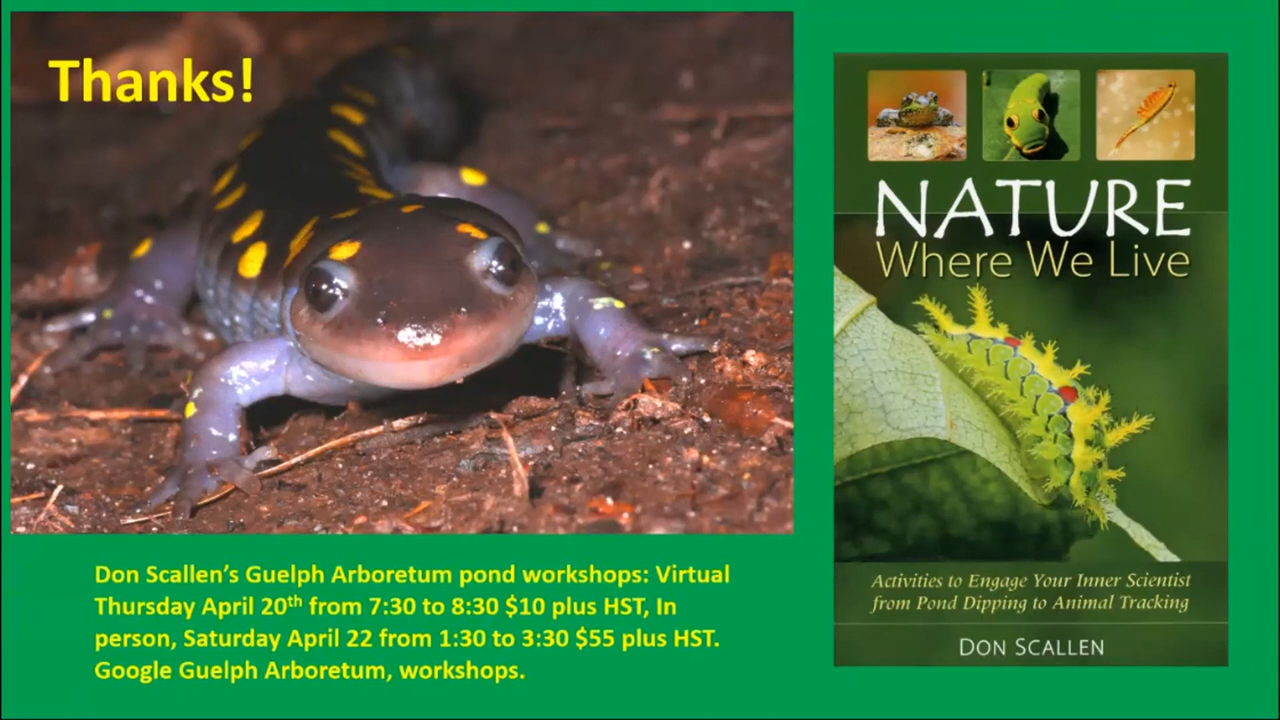 Thanks!
Don Scallen’s Guelph Arboretum pond workshops: Virtual
Thursday April 20th from 7:30 to 8:30 $10 plus HST, In
person, Saturday April 22 from 1:30 to 3:30 $55 plus HST.
Google Guelph Arboretum, workshops.
NATURE
Where We Live
Activities to Engage Your Inner Scientist
from Pond Dipping to Animal Tracking
DON SCALLEN